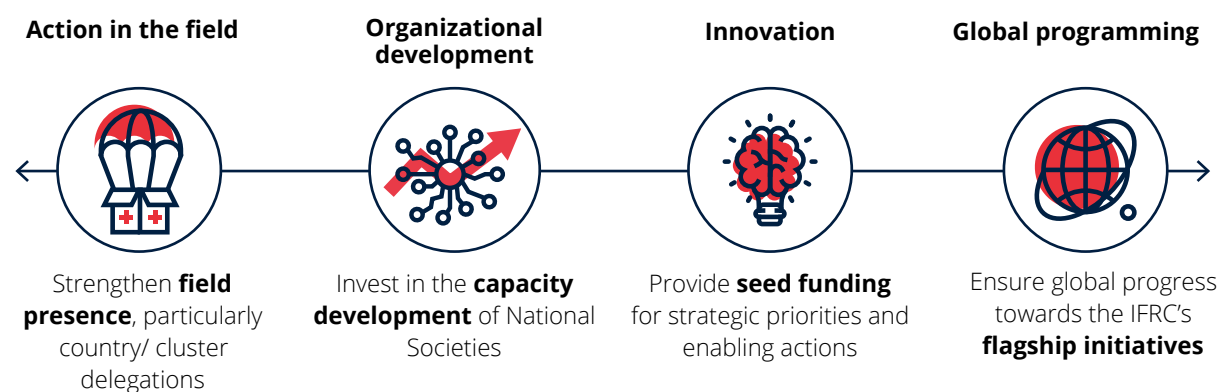 Action in the field
Organizational
development
Innovation
Global programming
Strengthen field
presence, particularly
country/ cluster
delegations
Invest in the capacity
development of National
Societies
Provide seed funding
for strategic priorities and
enabling actions
Ensure global progress
towards the IFRC’s
flagship initiatives